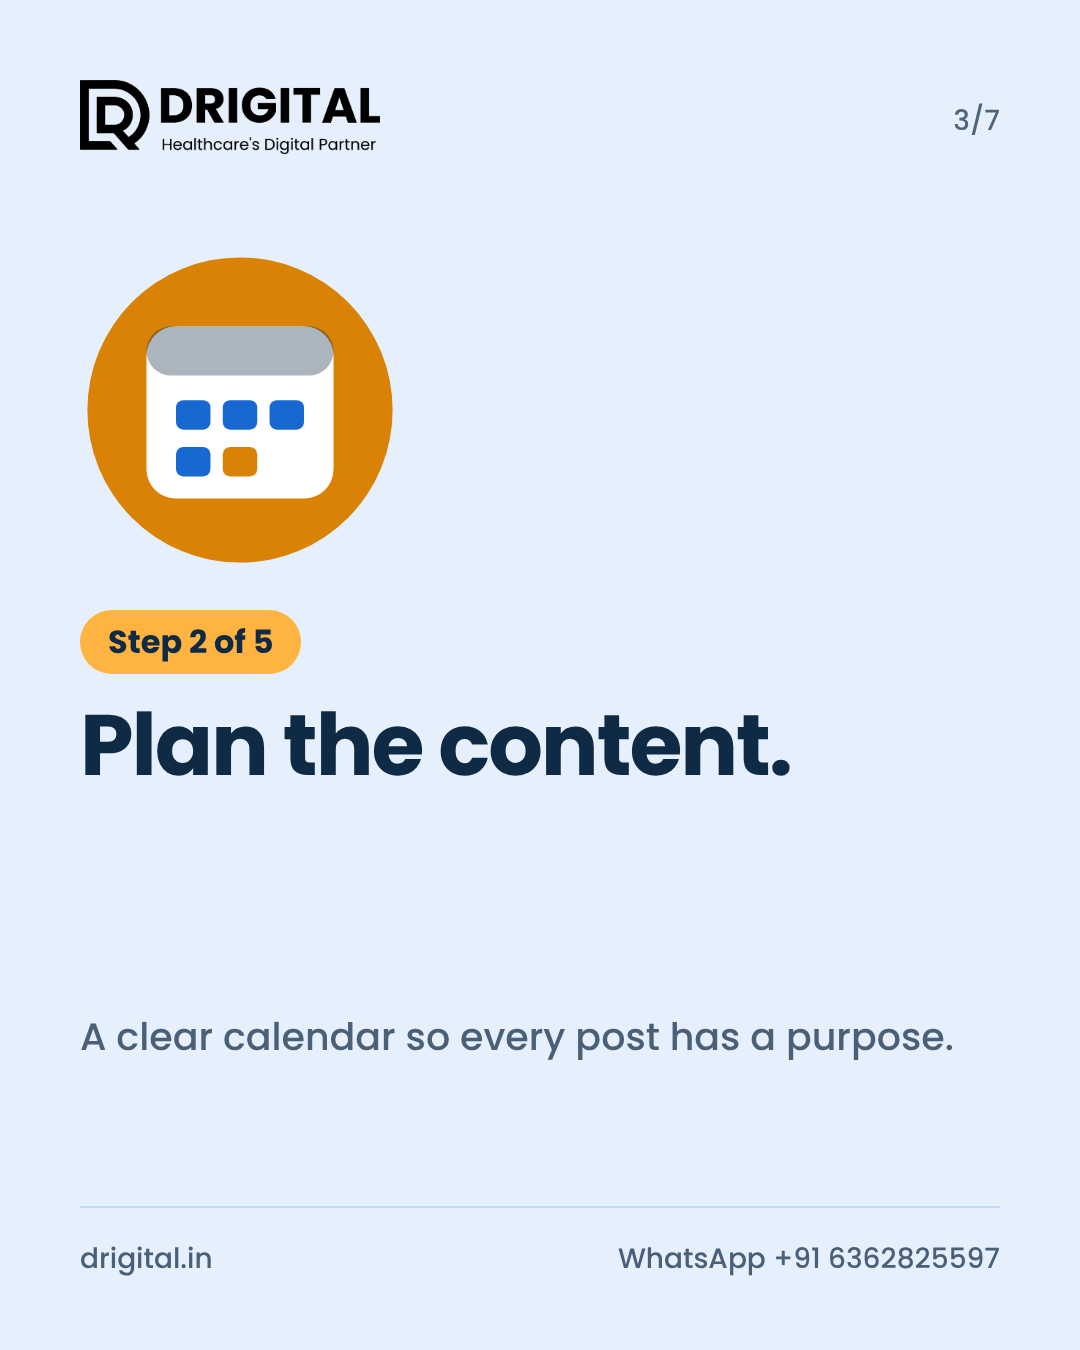 DRIGITAL
Healthcare's Digital Partner
3/7
Step 2 of 5
Plan the content.
A clear calendar so every post has a purpose.
drigital.in
WhatsApp +91 6362825597